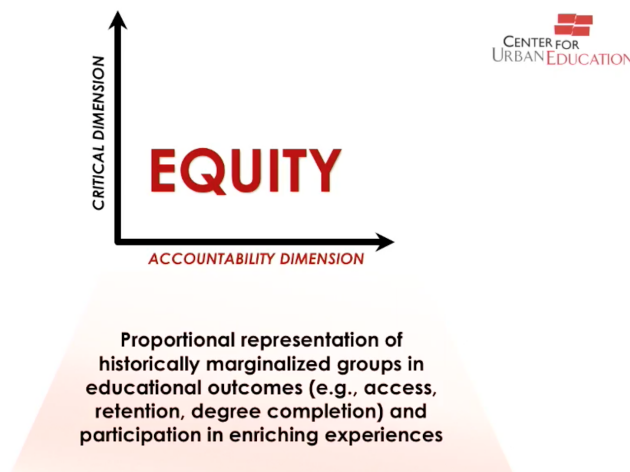 CENTER FOR
URBAN EDUCATION
CRITICAL DIMENSION
EQUITY
ACCOUNTABILITY DIMENSION
Proportional representation of
historically marginalized groups in
educational outcomes (e.g., access,
retention, degree completion) and
participation in enriching experiences